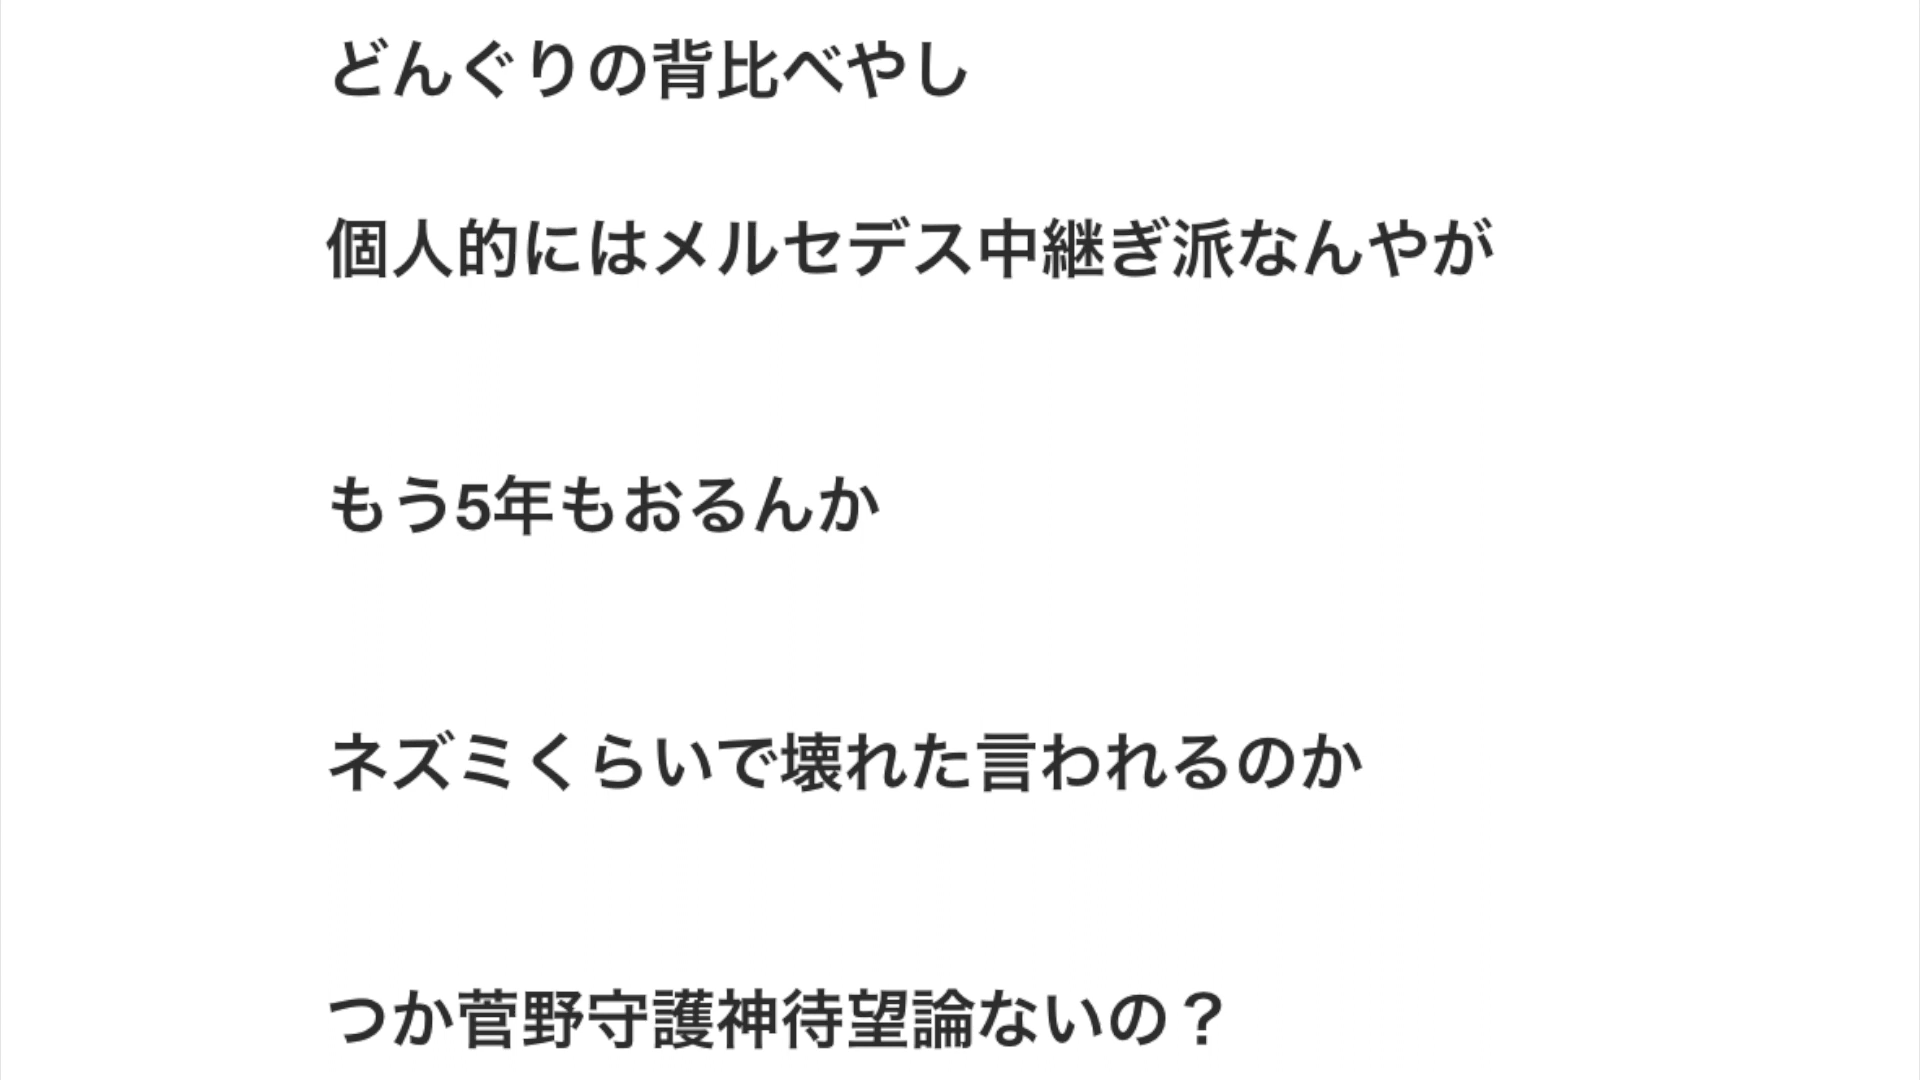 どんぐりの背比べやし
個人的にはメルセデス中継ぎ派なんやが
もう5年もおるんか
ネズミくらいで壊れた言われるのか
つか菅野守護神待望論ないの？